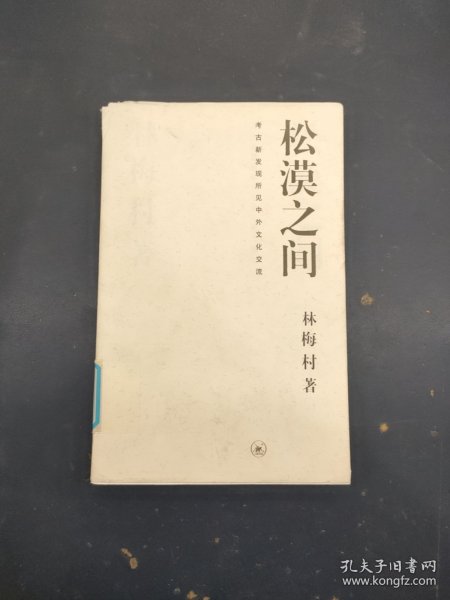 松漠之间
考古新发现所见中外文化交流
林梅村 著
孔夫子旧书网
www.kongfz.com